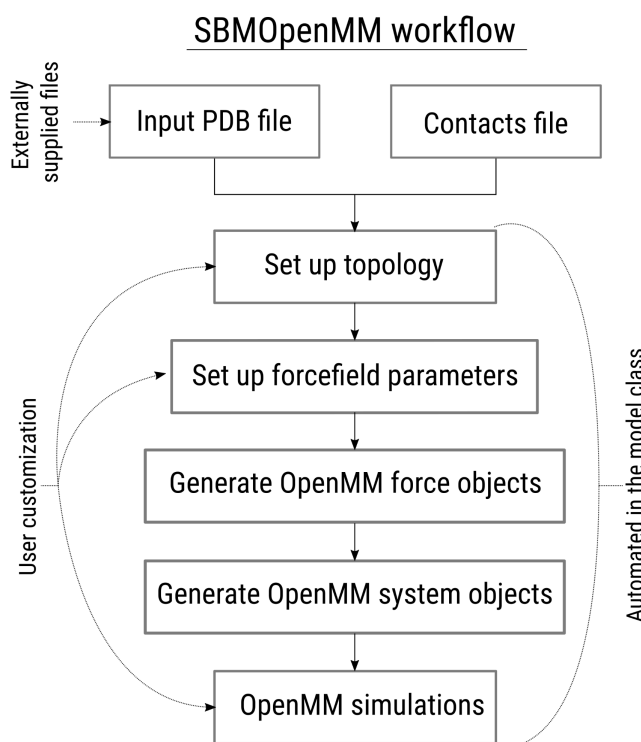 SBMOpenMM workflow
Externally
supplied files
Input PDB file
Contacts file
Set up topology
Set up forcefield parameters
Generate OpenMM force objects
Generate OpenMM system objects
OpenMM simulations
User customization
Automated in the model class